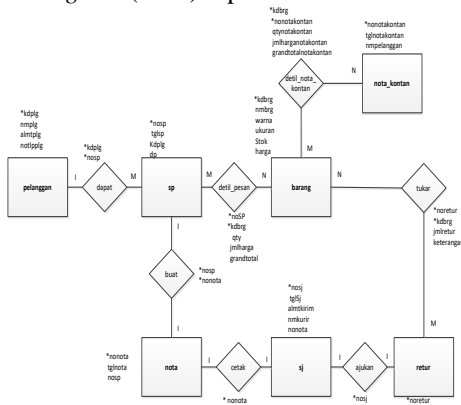 *kdbrg
*nonotakontan
qtynotakontan
jmlharganotakontan
grandtotalnotakontan
*nonotakontan
tglnotakontan
nmpelanggan
detil_nota_
kontan
N
nota_kontan
*kdbrg
nmbrg
warna
ukuran
Stok
harga
M
*kdplg
nmplg
almtplg
notlpplg
*kdplg
*nosp
*nosp
tglsp
Kdplg
dp
pelanggan
I
dapat
M
sp
M
detil_pesan
N
barang
N
tukar
*noSP
*kdbrg
qty
jmlharga
grandtotal
*noretur
*kdbrg
jmlretur
keteranga
I
buat
*nosp
*nonota
*nosj
tglSj
almtkirim
nmkurir
nonota
I
M
*nonota
tglnota
nosp
nota
I
cetak
I
sj
I
ajukan
I
retur
* nonota
*nosj
*noretur